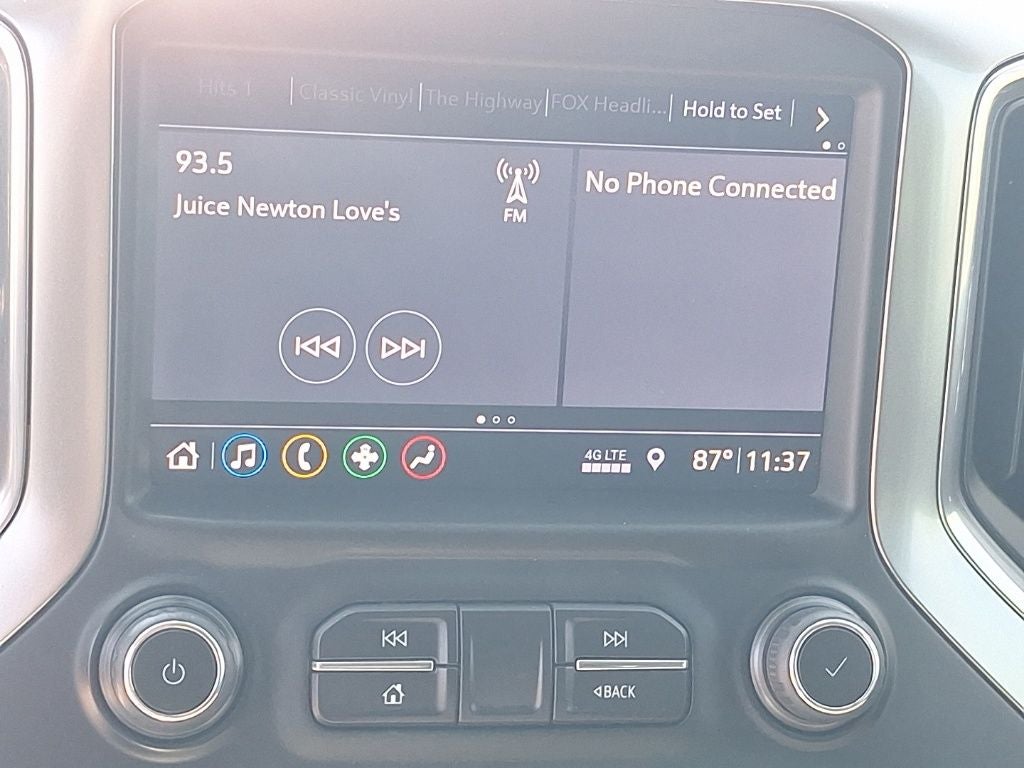 Hits 1 | Classic Vinyl | The Highway | FOX Headli... | Hold to Set |
93.5
Juice Newton Love's
FM
No Phone Connected
4G LTE
87° | 11:37
BACK